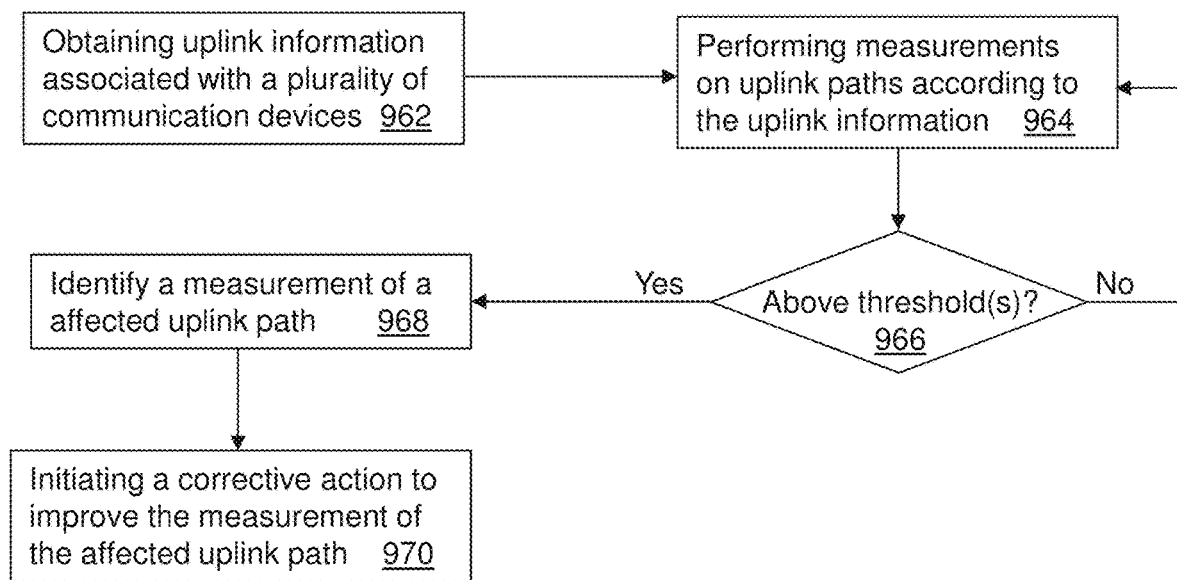 Obtaining uplink information
associated with a plurality of
communication devices 962
Performing measurements
on uplink paths according to
the uplink information 964
Above threshold(s)?
966
Yes
No
Identify a measurement of a
affected uplink path 968
Initiating a corrective action to
improve the measurement of
the affected uplink path 970